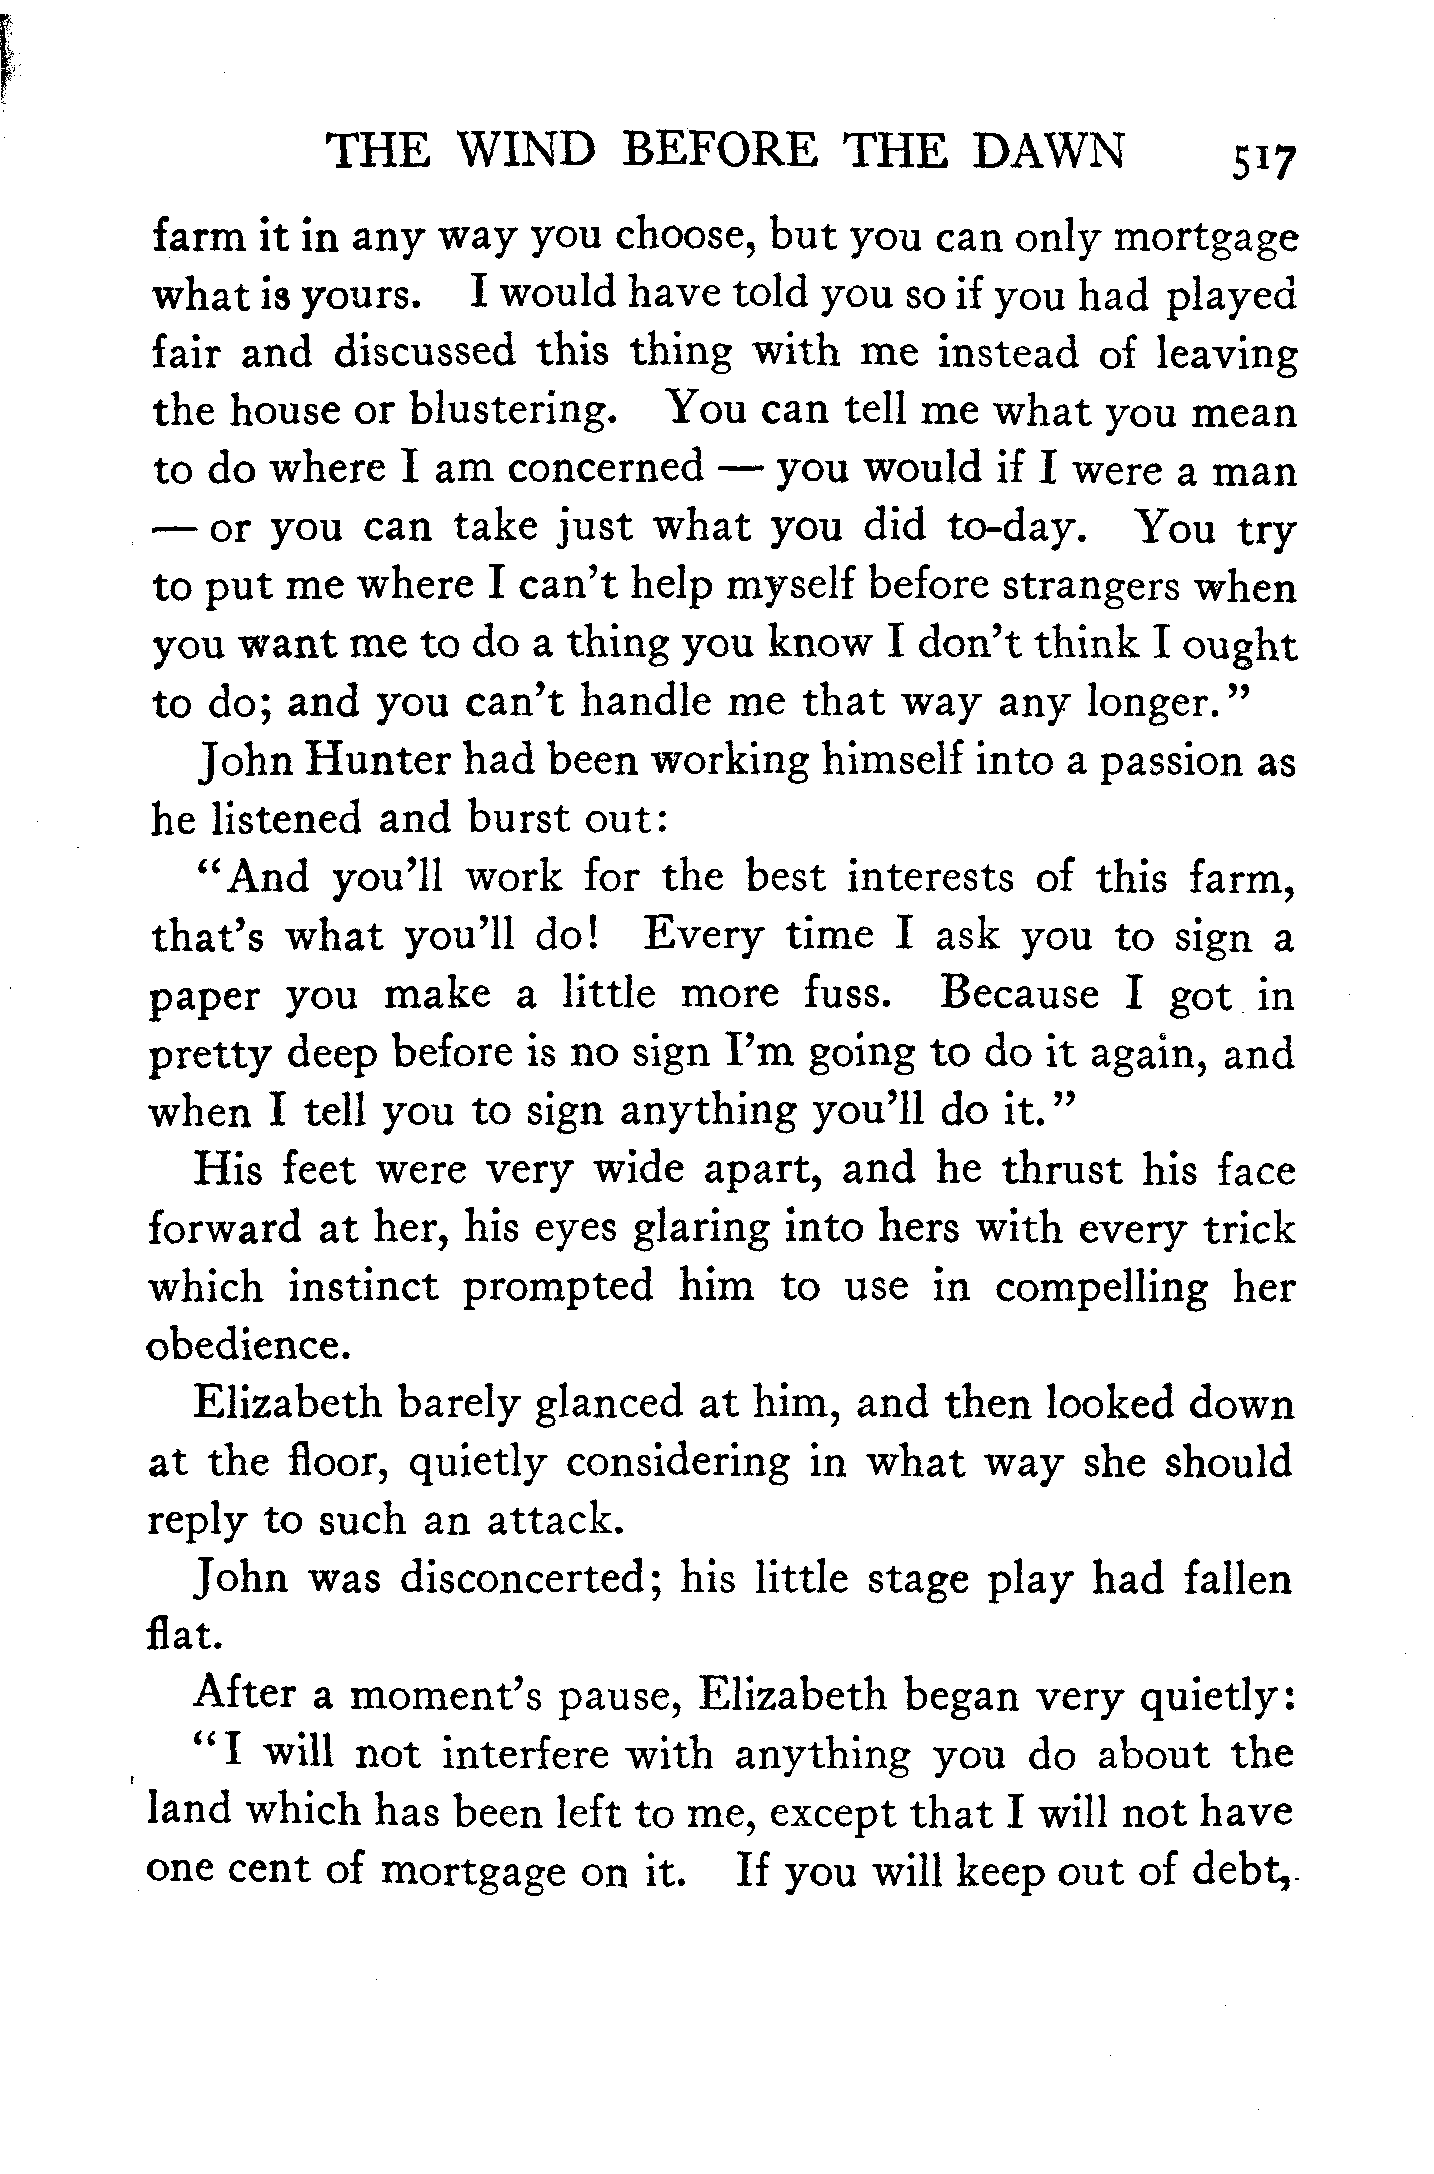 THE WIND BEFORE THE DAWN 517
farm it in any way you choose, but you can only mortgage
what is yours. I would have told you so if you had played
fair and discussed this thing with me instead of leaving
the house or blustering. You can tell me what you mean
to do where I am concerned — you would if I were a man
— or you can take just what you did to-day. You try
to put me where I can't help myself before strangers when
you want me to do a thing you know I don't think I ought
to do; and you can't handle me that way any longer."
John Hunter had been working himself into a passion as
he listened and burst out:
"And you'll work for the best interests of this farm,
that's what you'll do! Every time I ask you to sign a
paper you make a little more fuss. Because I got in
pretty deep before is no sign I'm going to do it again, and
when I tell you to sign anything you'll do it."
His feet were very wide apart, and he thrust his face
forward at her, his eyes glaring into hers with every trick
which instinct prompted him to use in compelling her
obedience.
Elizabeth barely glanced at him, and then looked down
at the floor, quietly considering in what way she should
reply to such an attack.
John was disconcerted; his little stage play had fallen
flat.
After a moment's pause, Elizabeth began very quietly:
"I will not interfere with anything you do about the
land which has been left to me, except that I will not have
one cent of mortgage on it. If you will keep out of debt,